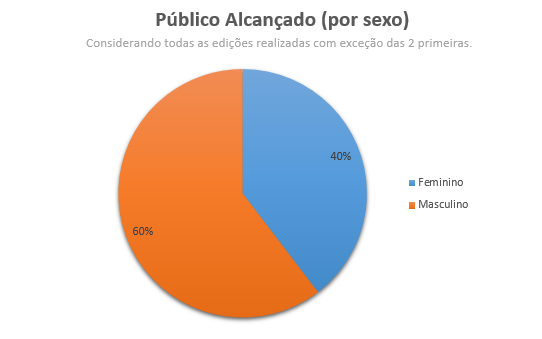 Público Alcançado (por sexo)
Considerando todas as edições realizadas com exceção das 2 primeiras.
40%
Feminino
Masculino
60%